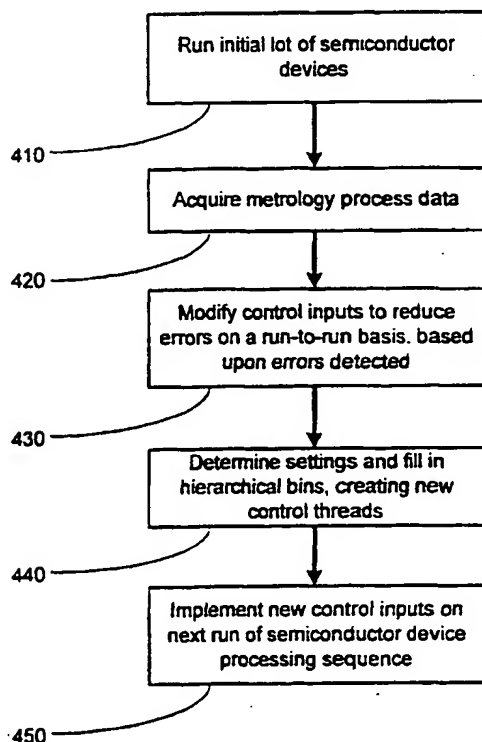 Run initial lot of semiconductor
devices
410
Acquire metrology process data
420
Modify control inputs to reduce
errors on a run-to-run basis. based
upon errors detected
430
Determine settings and fill in
hierarchical bins, creating new
control threads
440
Implement new control inputs on
next run of semiconductor device
processing sequence
450